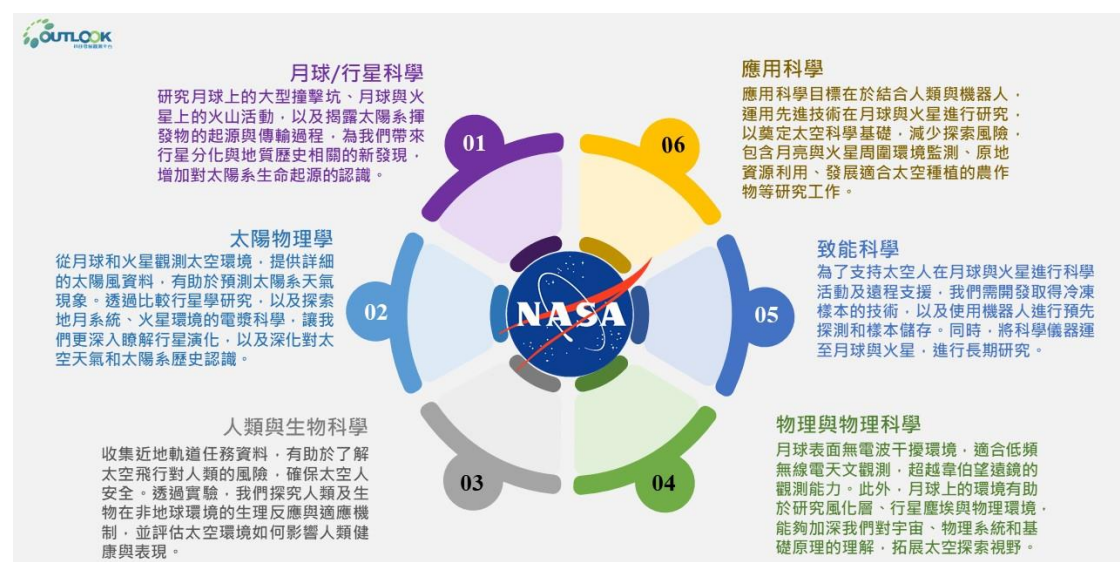 OUTLOOK
科研發展觀測平台
月球/行星科學
研究月球上的大型撞擊坑、月球與火
星上的火山活動，以及揭露太陽系揮
發物的起源與傳輸過程，為我們帶來
行星分化與地質歷史相關的新發現，
增加對太陽系生命起源的認識。
01
太陽物理學
從月球和火星觀測太空環境，提供詳細
的太陽風資料，有助於預測太陽系天氣
現象。透過比較行星學研究，以及探索
地月系統、火星環境的電漿科學，讓我
們更深入瞭解行星演化，以及深化對太
空天氣和太陽系歷史認識。
02
人類與生物科學
收集近地軌道任務資料，有助於了解
太空飛行對人類的風險，確保太空人
安全。透過實驗，我們探究人類及生
物在非地球環境的生理反應與適應機
制，並評估太空環境如何影響人類健
康與表現。
03
NASA
物理與物理科學
月球表面無電波干擾環境，適合低頻
無線電天文觀測，超越韋伯望遠鏡的
觀測能力。此外，月球上的環境有助
於研究風化層、行星塵埃與物理環境，
能夠加深我們對宇宙、物理系統和基
礎原理的理解，拓展太空探索視野。
04
致能科學
為了支持太空人在月球與火星進行科學
活動及遠程支援，我們需開發取得冷凍
樣本的技術，以及使用機器人進行預先
探測和樣本儲存。同時，將科學儀器運
至月球與火星，進行長期研究。
05
應用科學
應用科學目標在於結合人類與機器人，
運用先進技術在月球與火星進行研究，
以奠定太空科學基礎，減少探索風險，
包含月亮與火星周圍環境監測、原地
資源利用、發展適合太空種植的農作
物等研究工作。
06